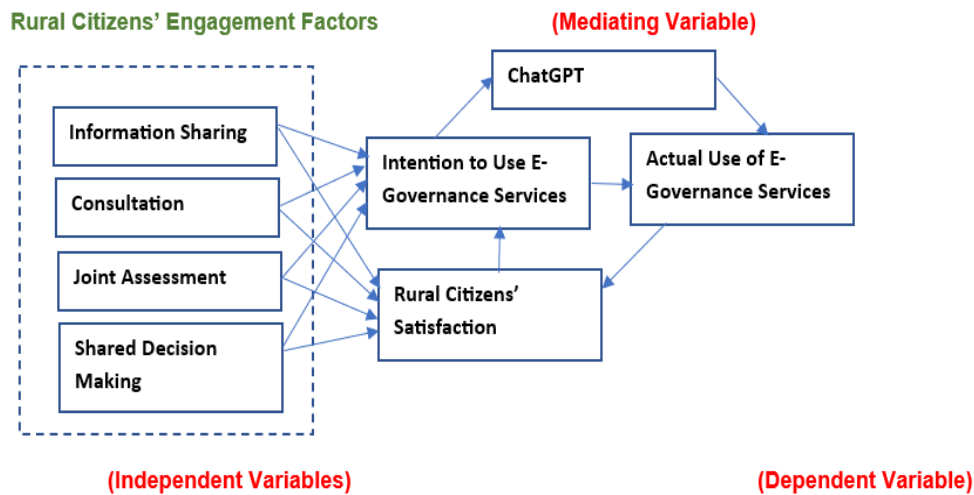 Rural Citizens' Engagement Factors
(Mediating Variable)
ChatGPT
Information Sharing
Intention to Use E-
Governance Services
Actual Use of E-
Governance Services
Consultation
Joint Assessment
Rural Citizens'
Satisfaction
Shared Decision
Making
(Independent Variables)
(Dependent Variable)